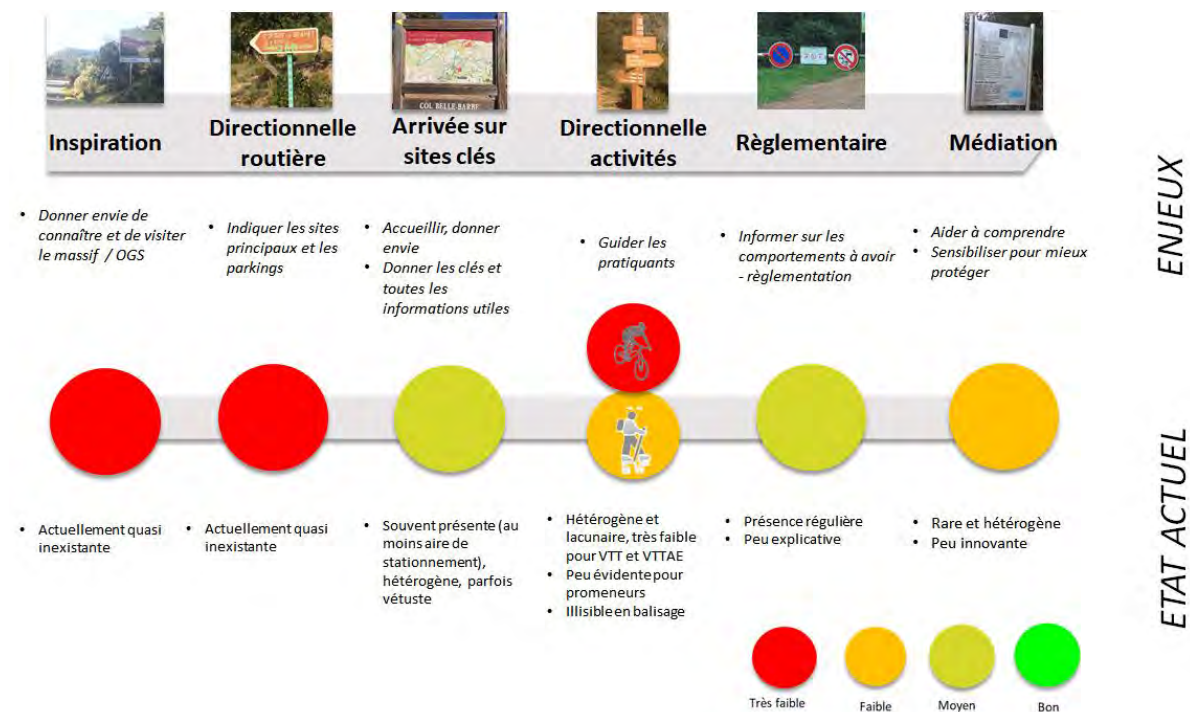 COL BELLE-BARBE
Inspiration
Directionnelle
routière
Arrivée sur
sites clés
Directionnelle
activités
Règlementaire
Médiation
ENJEUX
• Donner envie de
connaître et de visiter
le massif / OGS
• Indiquer les sites
principaux et les
parkings
• Accueillir, donner
envie
• Donner les clés et
toutes les
informations utiles
• Guider les
pratiquants
• Informer sur les
comportements à avoir
- règlementation
• Aider à comprendre
• Sensibiliser pour mieux
protéger
ETAT ACTUEL
• Actuellement quasi
inexistante
• Actuellement quasi
inexistante
• Souvent présente (au
moins aire de
stationnement),
hétérogène, parfois
vétuste
• Hétérogène et
lacunaire, très faible
pour VTT et VTTAE
• Peu évidente pour
promeneurs
• Illisible en balisage
• Présence régulière
• Peu explicative
• Rare et hétérogène
• Peu innovante
Très faible
Faible
Moyen
Bon